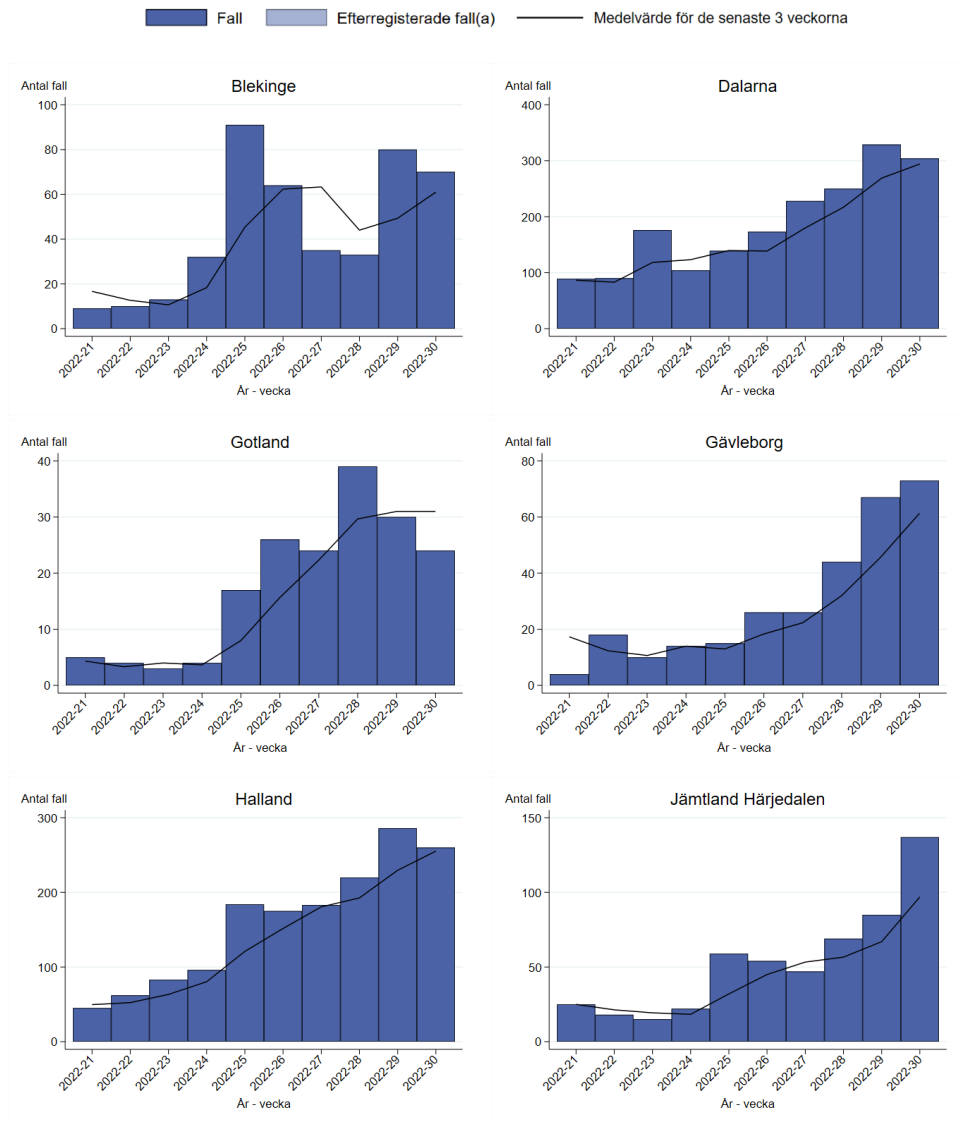 Fall Efterregisterade fall(a) Medelvärde för de senaste 3 veckorna
Antal fall
Blekinge
100
80
60
40
20
0
2022-21 2022-22 2022-23 2022-24 2022-25 2022-26 2022-27 2022-28 2022-29 2022-30
År - vecka
Antal fall
Dalarna
400
300
200
100
0
2022-21 2022-22 2022-23 2022-24 2022-25 2022-26 2022-27 2022-28 2022-29 2022-30
År - vecka
Antal fall
Gotland
40
30
20
10
0
2022-21 2022-22 2022-23 2022-24 2022-25 2022-26 2022-27 2022-28 2022-29 2022-30
År - vecka
Antal fall
Gävleborg
80
60
40
20
0
2022-21 2022-22 2022-23 2022-24 2022-25 2022-26 2022-27 2022-28 2022-29 2022-30
År - vecka
Antal fall
Halland
300
200
100
0
2022-21 2022-22 2022-23 2022-24 2022-25 2022-26 2022-27 2022-28 2022-29 2022-30
År - vecka
Antal fall
Jämtland Härjedalen
150
100
50
0
2022-21 2022-22 2022-23 2022-24 2022-25 2022-26 2022-27 2022-28 2022-29 2022-30
År - vecka